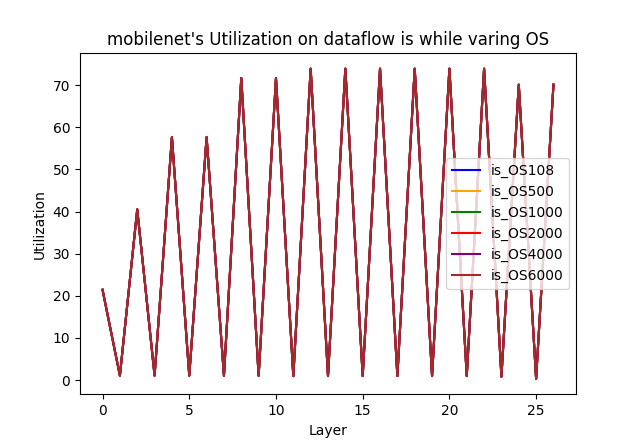 mobilenet's Utilization on dataflow is while varing OS
70
60
50
40
30
20
10
0
Utilization
0 5 10 15 20 25
Layer
is_OS108
is_OS500
is_OS1000
is_OS2000
is_OS4000
is_OS6000